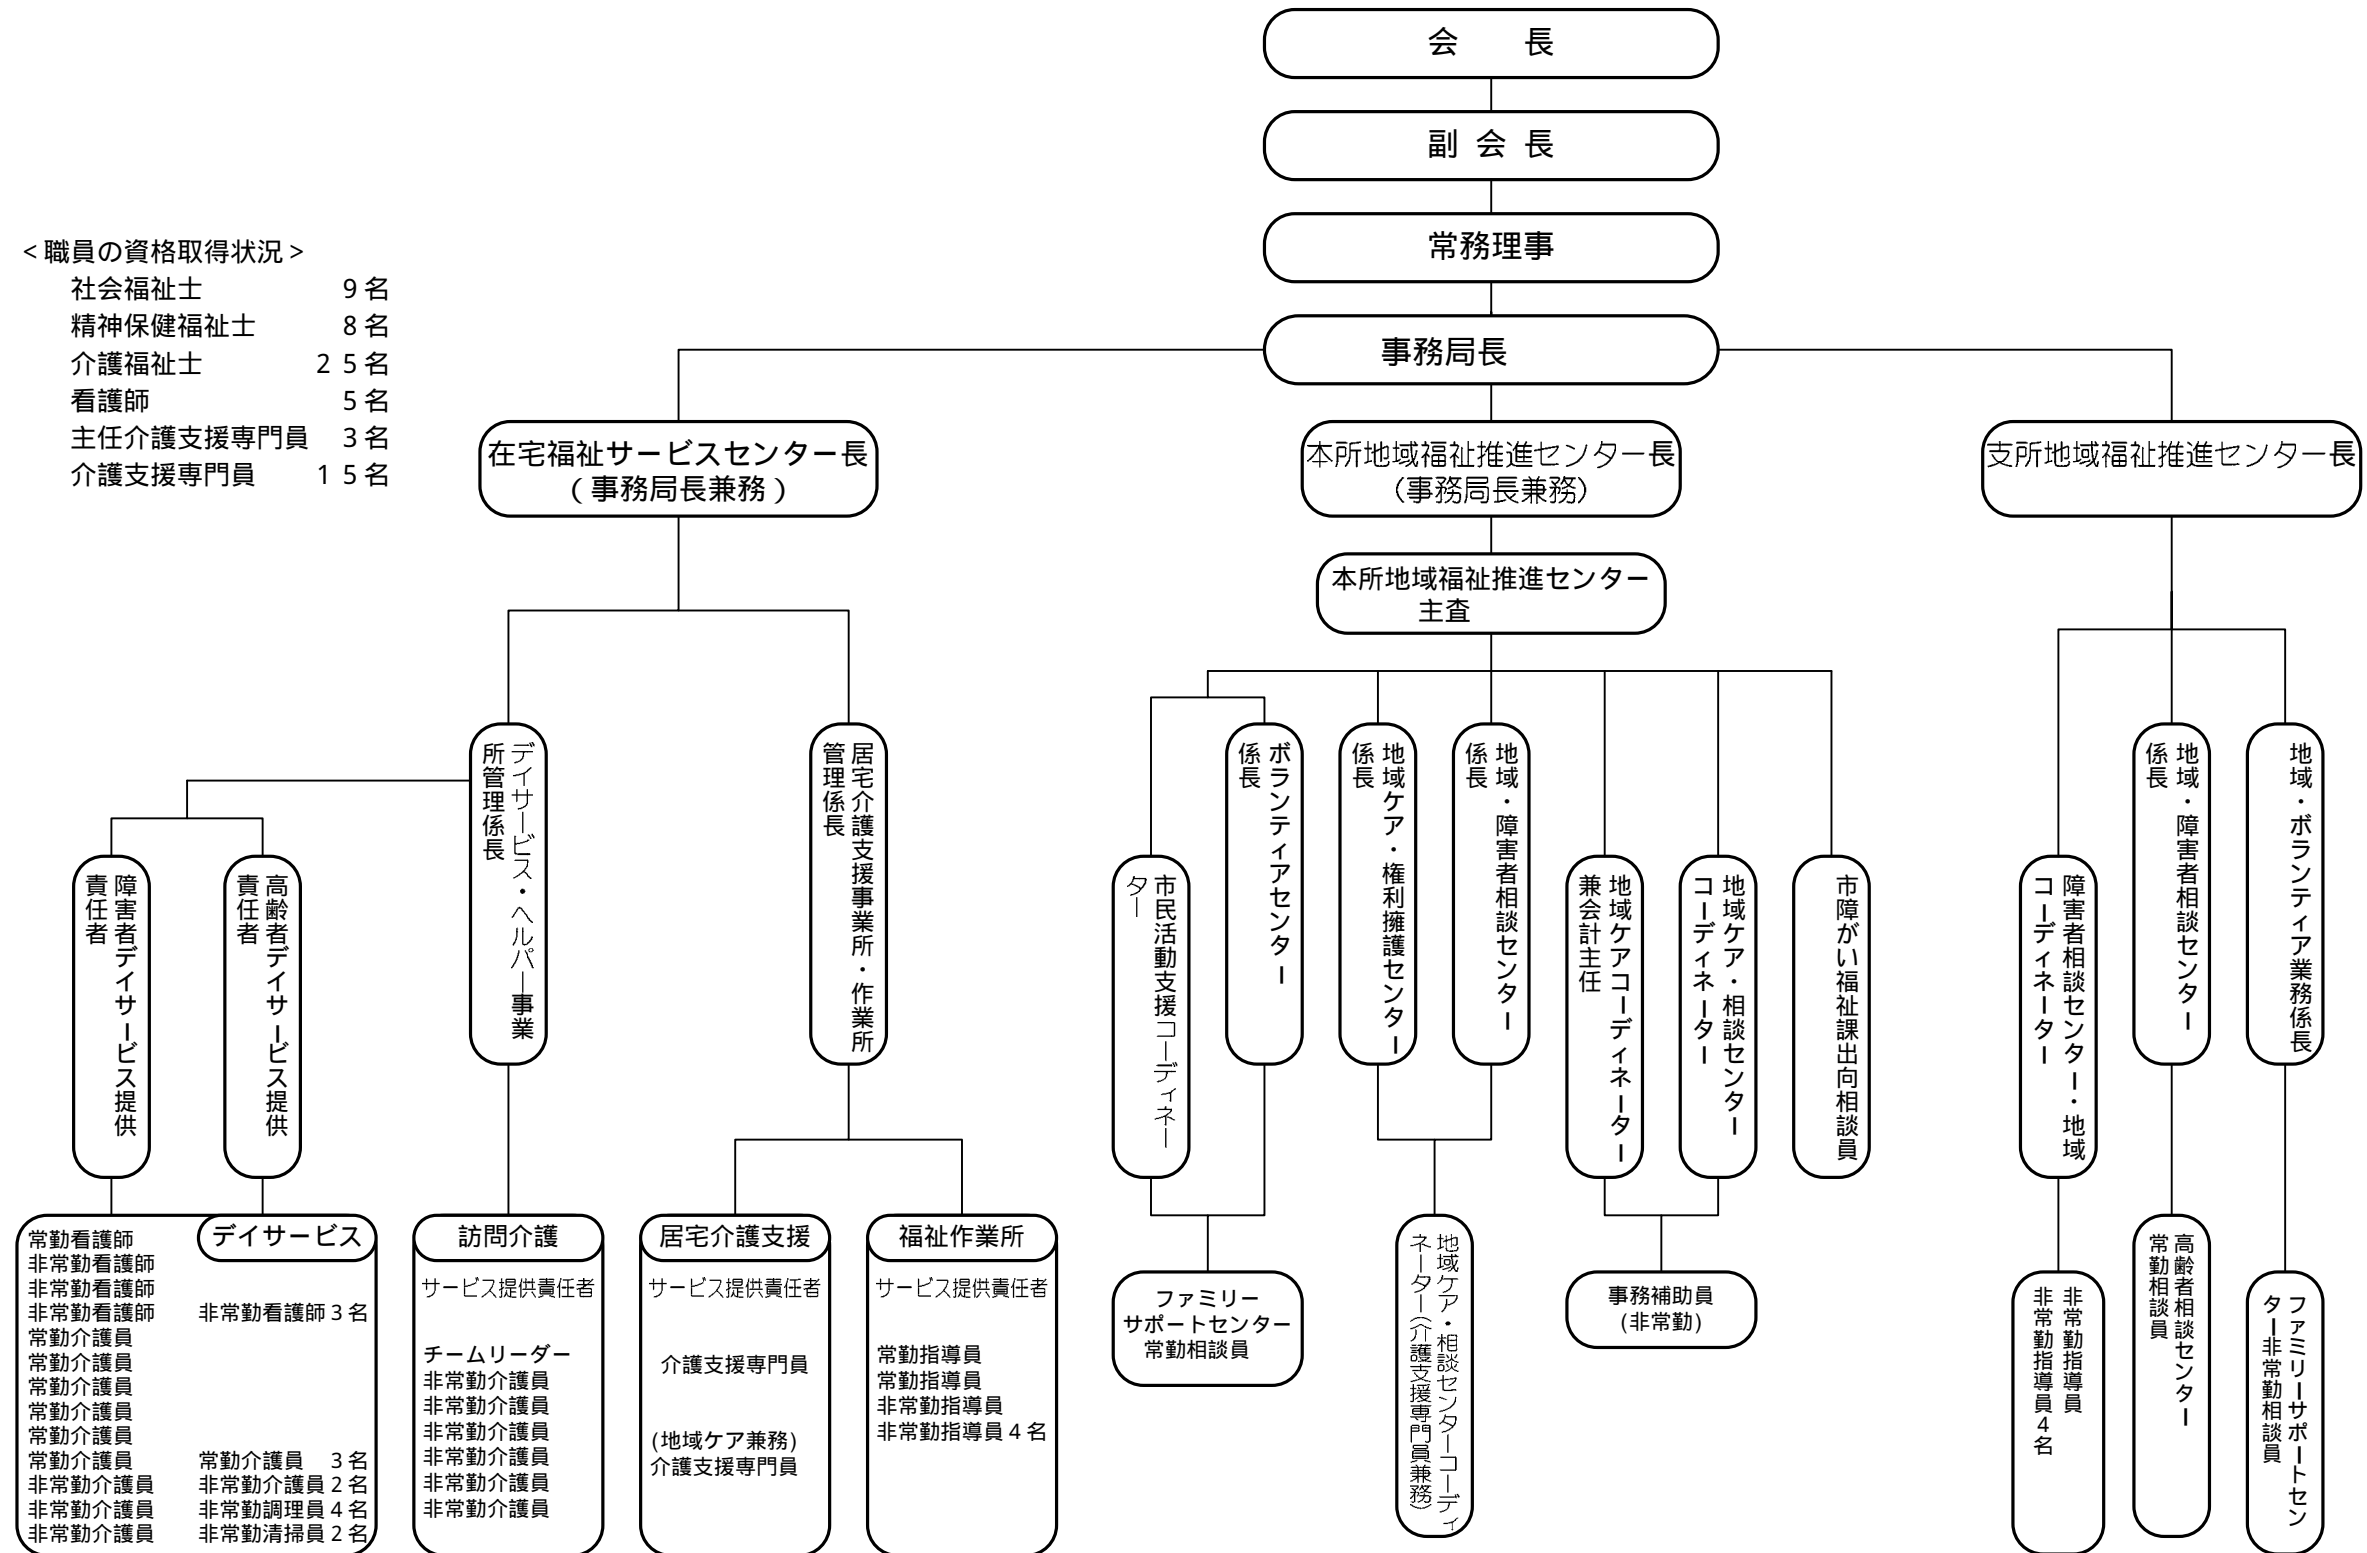 会　　長
副 会 長
常務理事
事務局長
＜職員の資格取得状況＞
社会福祉士　９名
精神保健福祉士　８名
介護福祉士　２５名
看護師　５名
主任介護支援専門員　３名
介護支援専門員　１５名
在宅福祉サービスセンター長
（事務局長兼務）
本所地域福祉推進センター長
（事務局長兼務）
支所地域福祉推進センター長
本所地域福祉推進センター
主査
デイサービス・ヘルパー事業
所管理係長
居宅介護支援事業所・作業所
管理係長
ボランティアセンター
係長
地域ケア・権利擁護センター
係長
地域・障害者相談センター
係長
地域・障害者相談センター
係長
地域・ボランティア業務係長
障害者デイサービス提供
責任者
高齢者デイサービス提供
責任者
市民活動支援コーディネー
ター
地域ケアコーディネーター
兼会計主任
地域ケア・相談センター
コーディネーター
市障がい福祉課出向相談員
障害者相談センター・地域
コーディネーター
デイサービス
常勤看護師
非常勤看護師
非常勤看護師
非常勤看護師　非常勤看護師３名
常勤介護員
常勤介護員
常勤介護員
常勤介護員
常勤介護員
常勤介護員　常勤介護員　３名
非常勤介護員　非常勤介護員２名
非常勤介護員　非常勤調理員４名
非常勤介護員　非常勤清掃員２名
訪問介護
サービス提供責任者
チームリーダー
非常勤介護員
非常勤介護員
非常勤介護員
非常勤介護員
非常勤介護員
非常勤介護員
居宅介護支援
サービス提供責任者
介護支援専門員
(地域ケア兼務)
介護支援専門員
福祉作業所
サービス提供責任者
常勤指導員
常勤指導員
非常勤指導員
非常勤指導員４名
ファミリー
サポートセンター
常勤相談員
地域ケア・相談センターコーディ
ネーター（介護支援専門員兼務）
事務補助員
(非常勤)
非常勤指導員
非常勤指導員４名
高齢者相談センター
常勤相談員
ファミリーサポートセン
ター非常勤相談員